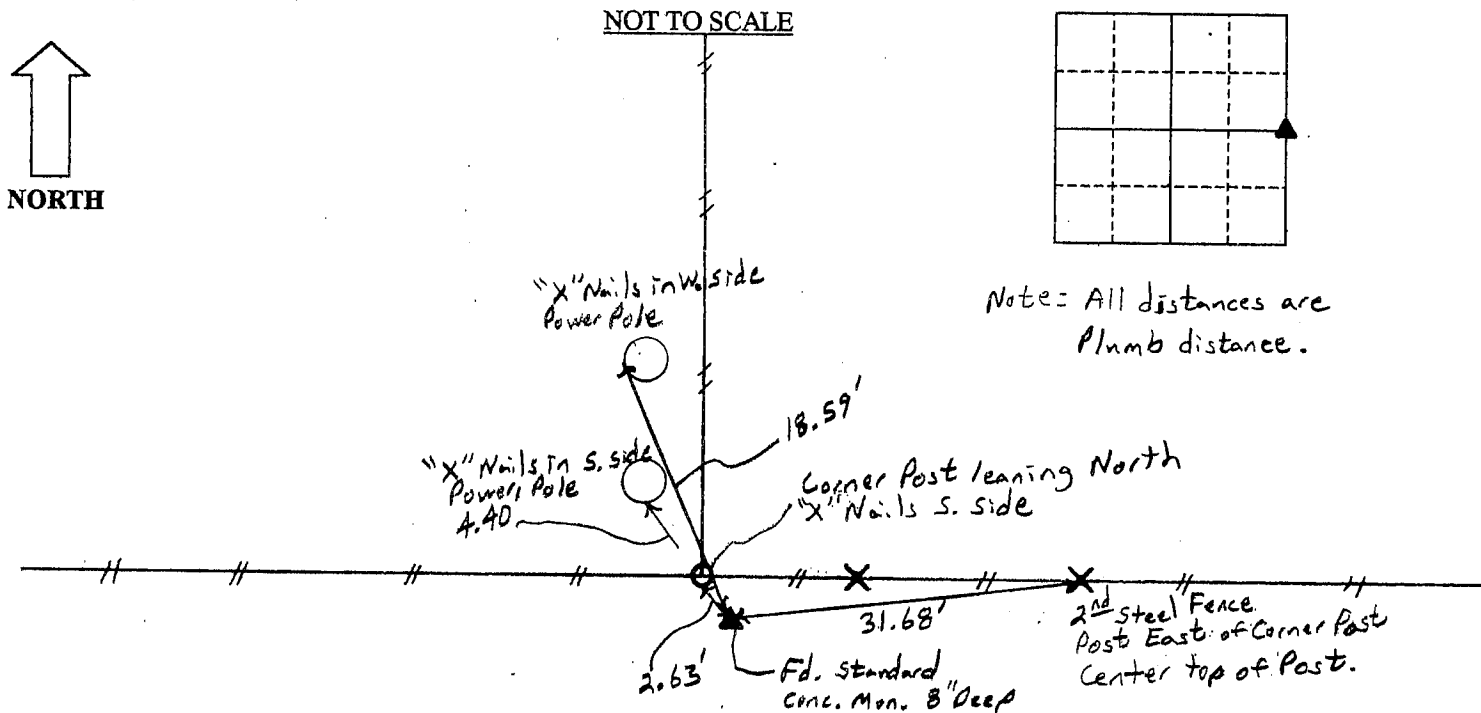 NOT TO SCALE
NORTH
"X" Nails in W. side
Power Pole
Note: All distances are
Plumb distance.
18.59'
"X" Nails in S. side
Power Pole
4.40
Corner Post leaning North
"X" Nails S. side
31.68'
2.63'
2nd Steel Fence
Post East of Corner Post
Center top of Post.
Fd. Standard
Conc. Mon. 8" Deep